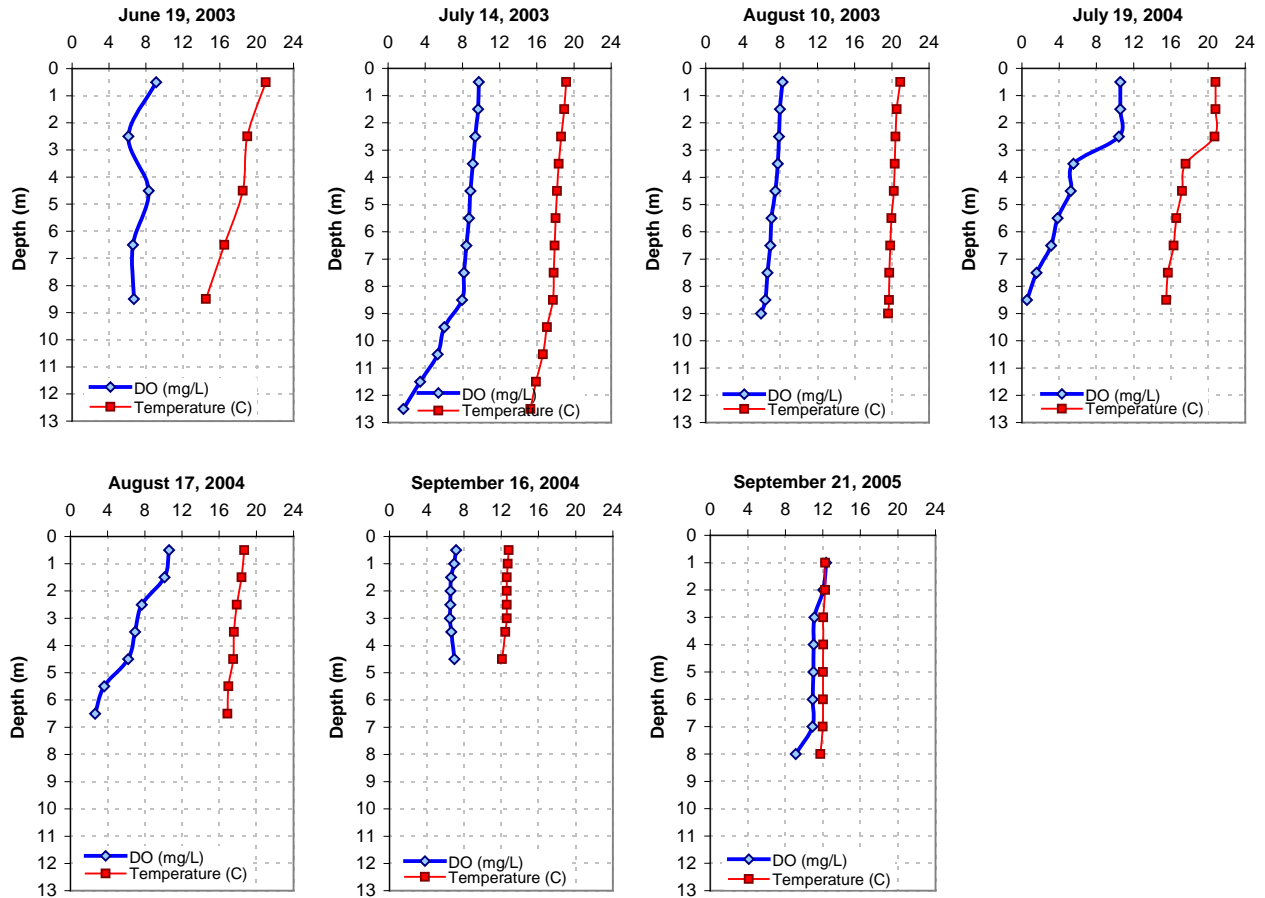 June 19, 2003
0 4 8 12 16 20 24
0
1
2
3
4
5
6
7
8
9
10
11
12
13
Depth (m)
DO (mg/L)
Temperature (C)
July 14, 2003
0 4 8 12 16 20 24
0
1
2
3
4
5
6
7
8
9
10
11
12
13
Depth (m)
DO (mg/L)
Temperature (C)
August 10, 2003
0 4 8 12 16 20 24
0
1
2
3
4
5
6
7
8
9
10
11
12
13
Depth (m)
DO (mg/L)
Temperature (C)
July 19, 2004
0 4 8 12 16 20 24
0
1
2
3
4
5
6
7
8
9
10
11
12
13
Depth (m)
DO (mg/L)
Temperature (C)
August 17, 2004
0 4 8 12 16 20 24
0
1
2
3
4
5
6
7
8
9
10
11
12
13
Depth (m)
DO (mg/L)
Temperature (C)
September 16, 2004
0 4 8 12 16 20 24
0
1
2
3
4
5
6
7
8
9
10
11
12
13
Depth (m)
DO (mg/L)
Temperature (C)
September 21, 2005
0 4 8 12 16 20 24
0
1
2
3
4
5
6
7
8
9
10
11
12
13
Depth (m)
DO (mg/L)
Temperature (C)